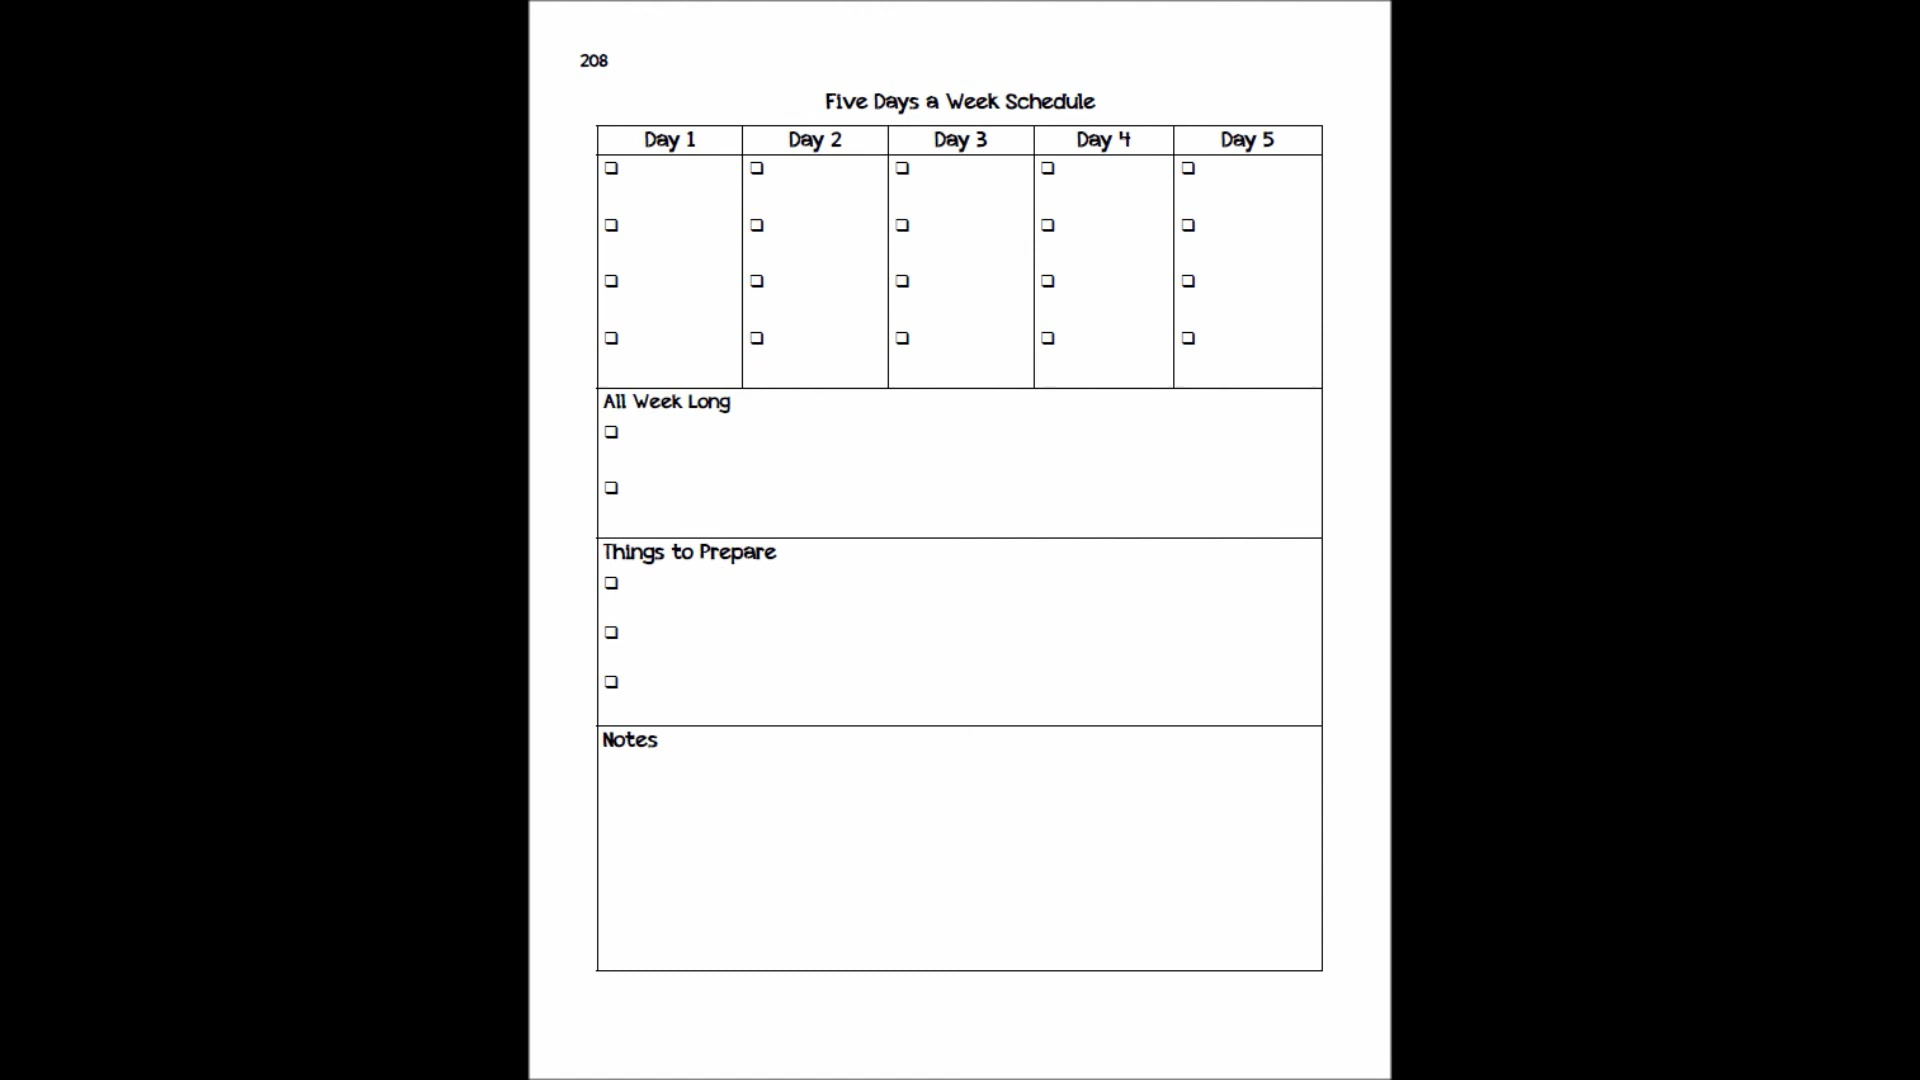 208
Five Days a Week Schedule
Day 1 Day 2 Day 3 Day 4 Day 5
All Week Long
Things to Prepare
Notes